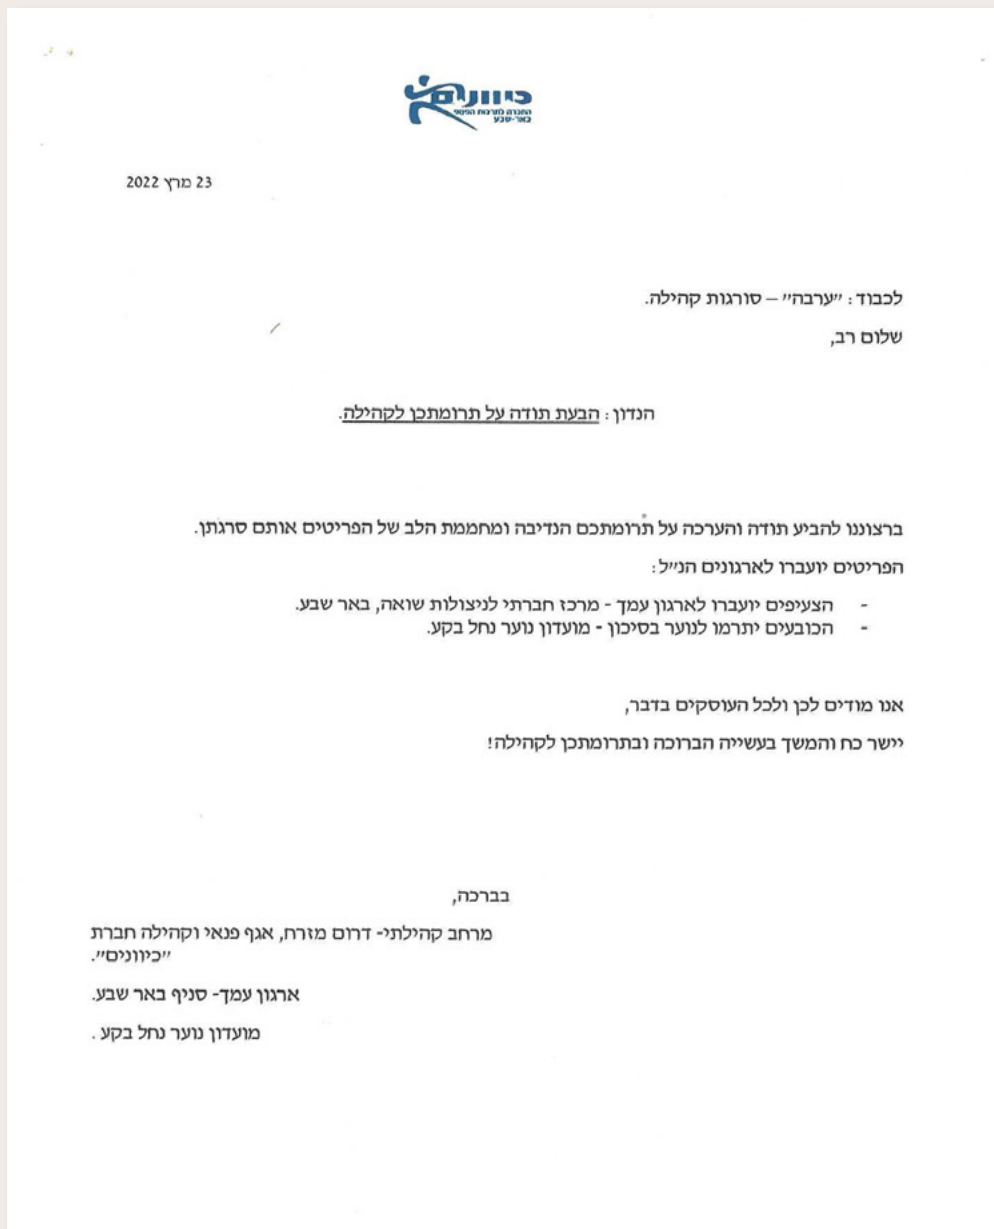 כיוונים
החברה לתרבות הפנאי
באר-שבע
23 מרץ 2022
לכבוד: "ערבה" – סורגות קהילה.
שלום רב,
הנדון: הבעת תודה על תרומתכן לקהילה.
ברצוננו להביע תודה והערכה על תרומתכם הנדיבה ומחממת הלב של הפריטים אותם סרגתן.
הפריטים יועברו לארגונים הנ"ל:
- הצעיפים יועברו לארגון עמך - מרכז חברתי לניצולות שואה, באר שבע.
- הכובעים יתרמו לנוער בסיכון - מועדון נוער נחל בקע.
אנו מודים לכן ולכל העוסקים בדבר,
יישר כח והמשך בעשייה הברוכה ובתרומתכן לקהילה!
בברכה,
מרחב קהילתי- דרום מזרח, אגף פנאי וקהילה חברת
"כיוונים".
ארגון עמך- סניף באר שבע.
מועדון נוער נחל בקע .